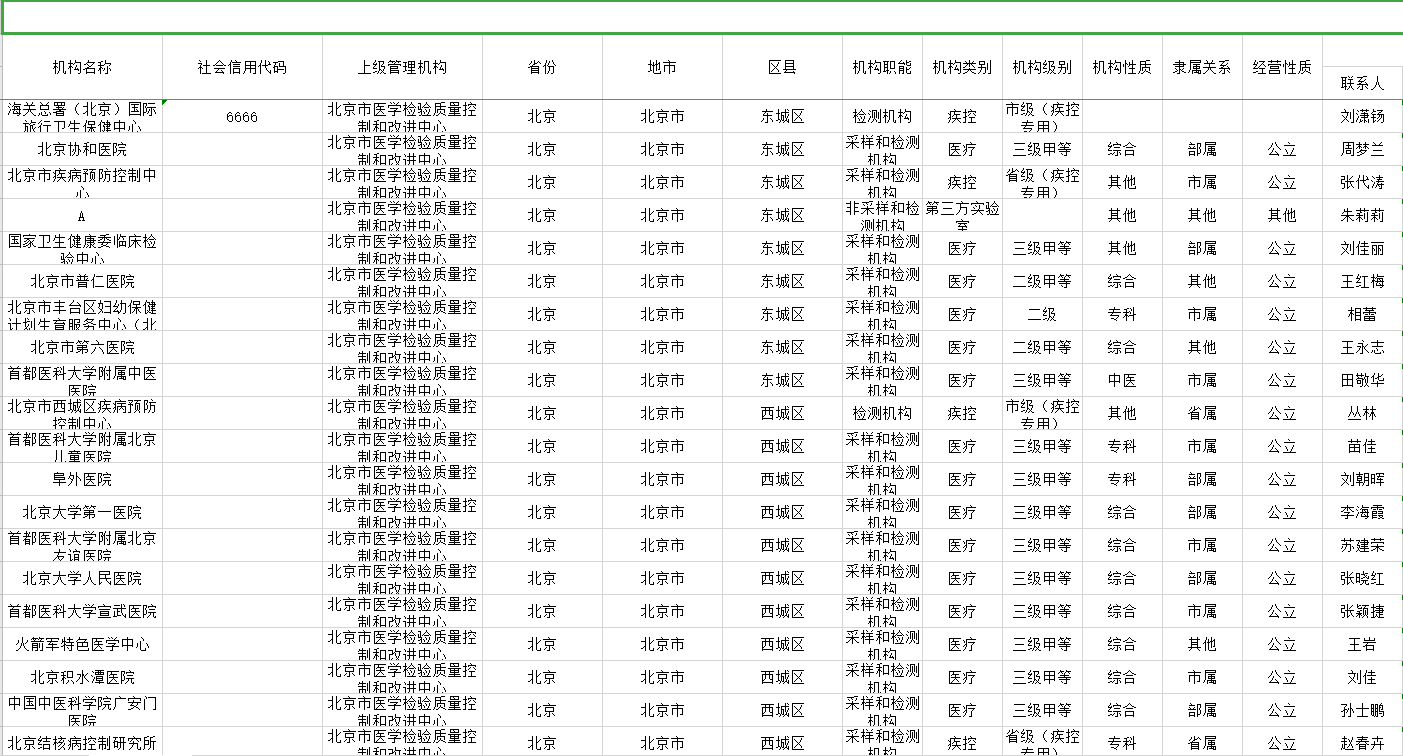 机构名称 社会信用代码 上级管理机构 省份 地市 区县 机构职能 机构类别 机构级别 机构性质 隶属关系 经营性质 联系人
海关总署（北京）国际旅行卫生保健中心 6666 北京市医学检验质量控制和改进中心 北京 北京市 东城区 检测机构 疾控 市级（疾控专用） 刘潇钖
北京协和医院 北京市医学检验质量控制和改进中心 北京 北京市 东城区 采样和检测机构 医疗 三级甲等 综合 部属 公立 周梦兰
北京市疾病预防控制中心 北京市医学检验质量控制和改进中心 北京 北京市 东城区 采样和检测机构 疾控 省级（疾控专用） 其他 市属 公立 张代涛
A 北京市医学检验质量控制和改进中心 北京 北京市 东城区 非采样和检测机构 第三方实验室 其他 其他 其他 朱莉莉
国家卫生健康委临床检验中心 北京市医学检验质量控制和改进中心 北京 北京市 东城区 采样和检测机构 医疗 三级甲等 其他 部属 公立 刘佳丽
北京市普仁医院 北京市医学检验质量控制和改进中心 北京 北京市 东城区 采样和检测机构 医疗 二级甲等 综合 其他 公立 王红梅
北京市丰台区妇幼保健计划生育服务中心（北 北京市医学检验质量控制和改进中心 北京 北京市 东城区 采样和检测机构 医疗 二级 专科 市属 公立 相蕾
北京市第六医院 北京市医学检验质量控制和改进中心 北京 北京市 东城区 采样和检测机构 医疗 二级甲等 综合 其他 公立 王永志
首都医科大学附属中医医院 北京市医学检验质量控制和改进中心 北京 北京市 东城区 采样和检测机构 医疗 三级甲等 中医 市属 公立 田敬华
北京市西城区疾病预防控制中心 北京市医学检验质量控制和改进中心 北京 北京市 西城区 检测机构 疾控 市级（疾控专用） 其他 省属 公立 丛林
首都医科大学附属北京儿童医院 北京市医学检验质量控制和改进中心 北京 北京市 西城区 采样和检测机构 医疗 三级甲等 专科 市属 公立 苗佳
阜外医院 北京市医学检验质量控制和改进中心 北京 北京市 西城区 采样和检测机构 医疗 三级甲等 专科 部属 公立 刘朝晖
北京大学第一医院 北京市医学检验质量控制和改进中心 北京 北京市 西城区 采样和检测机构 医疗 三级甲等 综合 部属 公立 李海霞
首都医科大学附属北京友谊医院 北京市医学检验质量控制和改进中心 北京 北京市 西城区 采样和检测机构 医疗 三级甲等 综合 市属 公立 苏建荣
北京大学人民医院 北京市医学检验质量控制和改进中心 北京 北京市 西城区 采样和检测机构 医疗 三级甲等 综合 部属 公立 张晓红
首都医科大学宣武医院 北京市医学检验质量控制和改进中心 北京 北京市 西城区 采样和检测机构 医疗 三级甲等 综合 市属 公立 张颖捷
火箭军特色医学中心 北京市医学检验质量控制和改进中心 北京 北京市 西城区 采样和检测机构 医疗 三级甲等 综合 其他 公立 王岩
北京积水潭医院 北京市医学检验质量控制和改进中心 北京 北京市 西城区 采样和检测机构 医疗 三级甲等 综合 市属 公立 刘佳
中国中医科学院广安门医院 北京市医学检验质量控制和改进中心 北京 北京市 西城区 采样和检测机构 医疗 三级甲等 综合 部属 公立 孙士鹏
北京结核病控制研究所 北京市医学检验质量控制和改进中心 北京 北京市 西城区 采样和检测机构 疾控 省级（疾控专用） 专科 省属 公立 赵春卉